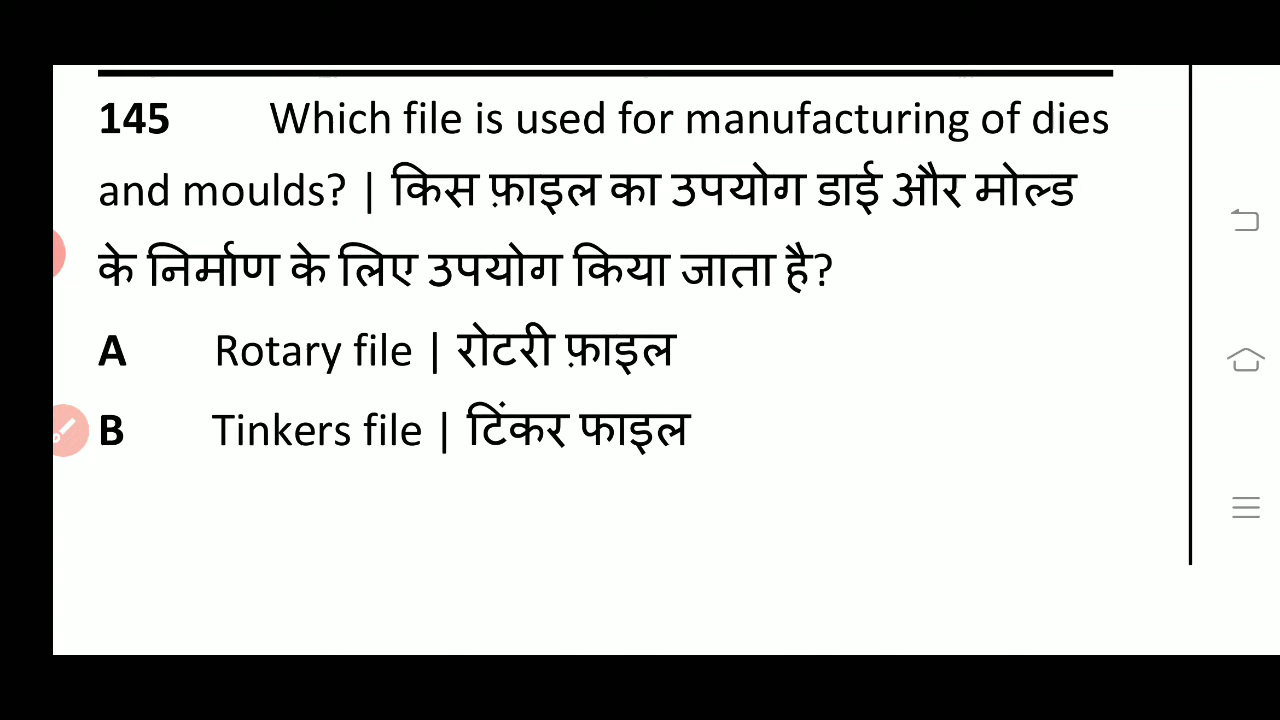 145 Which file is used for manufacturing of dies
and moulds? | किस फ़ाइल का उपयोग डाई और मोल्ड
के निर्माण के लिए उपयोग किया जाता है?
A Rotary file | रोटरी फ़ाइल
B Tinkers file | टिंकर फाइल